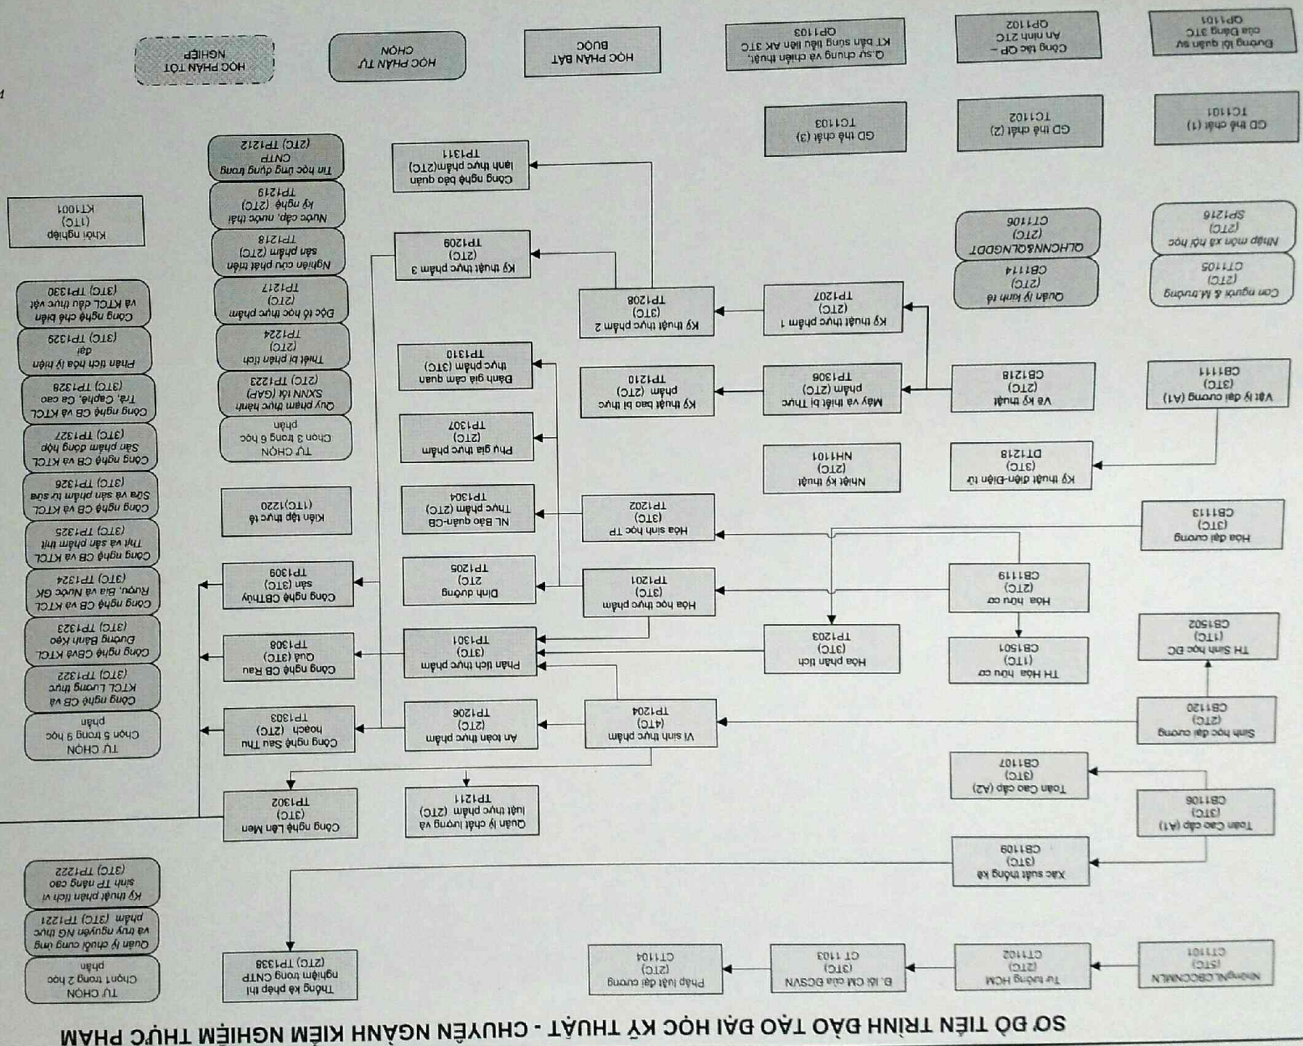 SƠ ĐỒ TIẾN TRÌNH ĐÀO TẠO ĐẠI HỌC KỸ THUẬT - CHUYÊN NGÀNH KIỂM NGHIỆM THỰC PHẨM
NhữngNLCBCCNMLN
(5TC)
CT1101
Tư tưởng HCM
(2TC)
CT1102
Đ. lối của CM của ĐCSVN
(3TC)
CT 1103
Pháp luật đại cương
(2TC)
CT1104
Thống kê phép thí
nghiệm trong CNTP
(2TC) TP1338
TỰ CHỌN
Chọn 1 trong 2 học
phần
Quản lý chuỗi cung ứng
và truy nguyên NG thực
phẩm (3TC) TP1221
Kỹ thuật phân tích vi
sinh TP nâng cao
(3TC) TP1222
Toán Cao cấp (A1)
(3TC)
CB1106
Xác suất thống kê
(3TC)
CB1109
Toán Cao cấp (A2)
(3TC)
CB1107
Quản lý chất lượng và
luật thực phẩm (2TC)
TP1211
Công nghệ Lên Men
(3TC)
TP1302
Sinh học đại cương
(2TC)
CB1120
TH Sinh học ĐC
(1TC)
CB1502
Vi sinh thực phẩm
(4TC)
TP1204
An toàn thực phẩm
(2TC)
TP1206
Công nghệ Sau Thu
hoạch (2TC)
TP1303
TH Hóa hữu cơ
(1TC)
CB1501
Hóa phân tích
(3TC)
TP1203
Phân tích thực phẩm
(3TC)
TP1301
Công nghệ CB Rau
Quả (3TC)
TP1308
Hóa hữu cơ
(2TC)
CB1119
Hóa học thực phẩm
(3TC)
TP1201
Dinh dưỡng
2TC)
TP1205
Công nghệ CBThủy
sản (3TC)
TP1309
Hóa đại cương
(3TC)
CB1113
Hóa sinh học TP
(3TC)
TP1202
NL Bảo quản-CB
Thực phẩm (2TC)
TP1304
Kiến tập thực tế
(1TC)1220
Kỹ thuật điện-Điện tử
(3TC)
DT1218
Nhiệt kỹ thuật
(2TC)
NH1101
Phụ gia thực phẩm
(2TC)
TP1307
Vật lý đại cương (A1)
(3TC)
CB1111
Vẽ kỹ thuật
(2TC)
CB1218
Máy và thiết bị Thực
phẩm (2TC)
TP1306
Kỹ thuật bao bì thực
phẩm (2TC)
TP1210
Đánh giá cảm quan
thực phẩm (3TC)
TP1310
Kỹ thuật thực phẩm 1
(2TC)
TP1207
Kỹ thuật thực phẩm 2
(3TC)
TP1208
Kỹ thuật thực phẩm 3
(2TC)
TP1209
Công nghệ bảo quản
lạnh thực phẩm(2TC)
TP1311
TỰ CHỌN
Chọn 3 trong 6 học
phần
Quy phạm thực hành
SXNN tốt (GAP)
(2TC) TP1223
Thiết bị phân tích
(2TC)
TP1224
Độc tố học thực phẩm
(2TC)
TP1217
Nghiên cứu phát triển
sản phẩm (2TC)
TP1218
Nước cấp, nước thải
kỹ nghệ (2TC)
TP1219
Tin học ứng dụng trong
CNTP
(2TC) TP1212
TỰ CHỌN
Chọn 5 trong 9 học
phần
Công nghệ CB và
KTCL Lương thực
(3TC) TP1322
Công nghệ CBvà KTCL
Đường Bánh Kẹo
(3TC) TP1323
Công nghệ CB và KTCL
Rượu, Bia và Nước GK
(3TC) TP1324
Công nghệ CB và KTCL
Thịt và sản phẩm thịt
(3TC) TP1325
Công nghệ CB và KTCL
Sữa và sản phẩm từ sữa
(3TC) TP1326
Công nghệ CB và KTCL
Sản phẩm đóng hộp
(3TC) TP1327
Công nghệ CB và KTCL
Trà, Caphê, Ca cao
(3TC) TP1328
Phân tích hóa lý hiện
đại
(3TC) TP1329
Công nghệ chế biến
và KTCL dầu thực vật
(3TC) TP1330
Khởi nghiệp
(1TC)
KT1001
Con người & M.trường
(2TC)
CT1105
Nhập môn xã hội học
(2TC)
SP1216
Quản lý kinh tế
(2TC)
CB1114
QLHCNN&QLNGDĐT
(2TC)
CT1106
GD thể chất (1)
TC1101
GD thể chất (2)
TC1102
GD thể chất (3)
TC1103
Đường lối quân sự
của Đảng 3TC
QP1101
Công tác QP –
An ninh 2TC
QP1102
Q.sự chung và chiến thuật,
KT bắn súng tiểu liên AK 3TC
QP1103
HỌC PHẦN BẮT
BUỘC
HỌC PHẦN TỰ
CHỌN
HỌC PHẦN TỐT
NGHIỆP